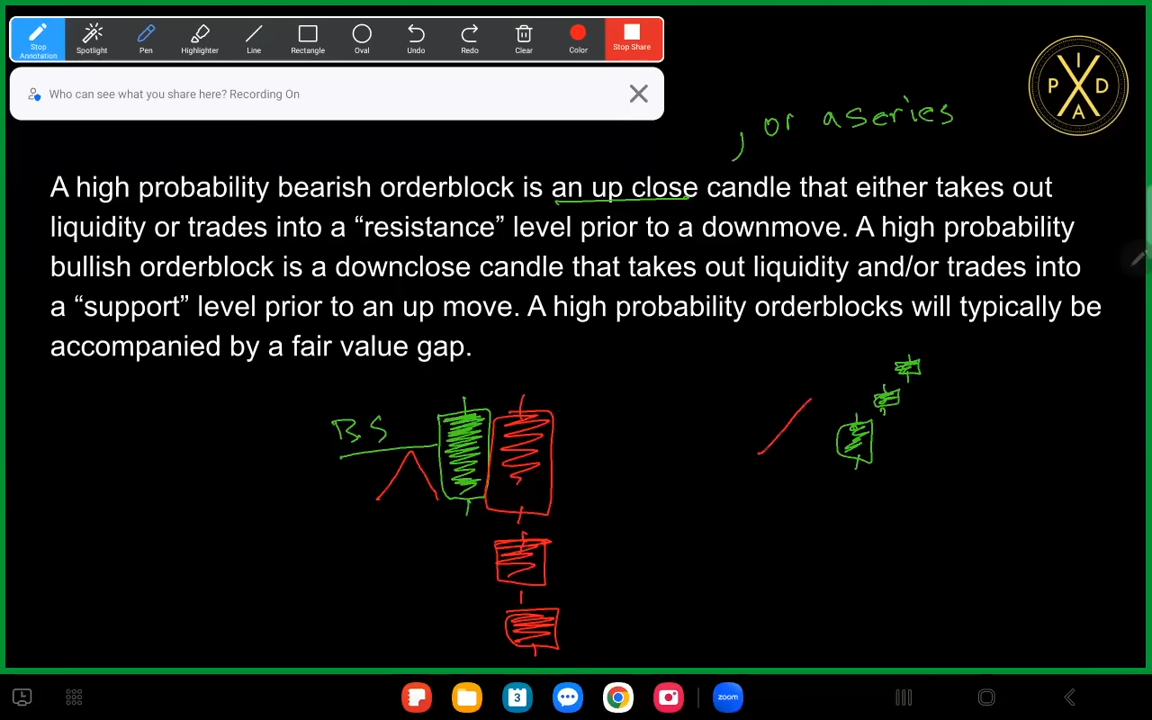 Stop Annotation
Spotlight
Pen
Highlighter
Line
Rectangle
Oval
Undo
Redo
Clear
Color
Stop Share
Who can see what you share here? Recording On
I
P D
A
, or a series
A high probability bearish orderblock is an up close candle that either takes out
liquidity or trades into a “resistance” level prior to a downmove. A high probability
bullish orderblock is a downclose candle that takes out liquidity and/or trades into
a “support” level prior to an up move. A high probability orderblocks will typically be
accompanied by a fair value gap.
BS
3
zoom